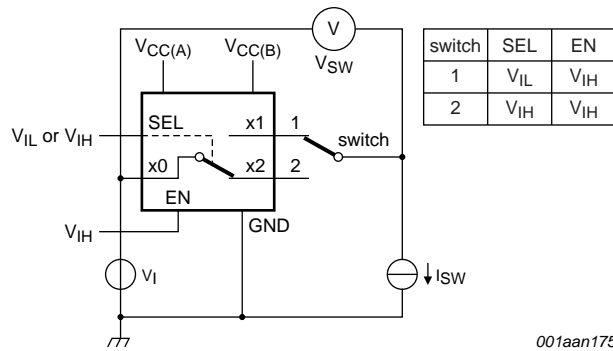 V
VCC(A) VCC(B) VSW
switch SEL EN
1 VIL VIH
2 VIH VIH
SEL x1 1
VIL or VIH switch
x0 x2 2
EN
VIH GND
VI ISW
001aan175